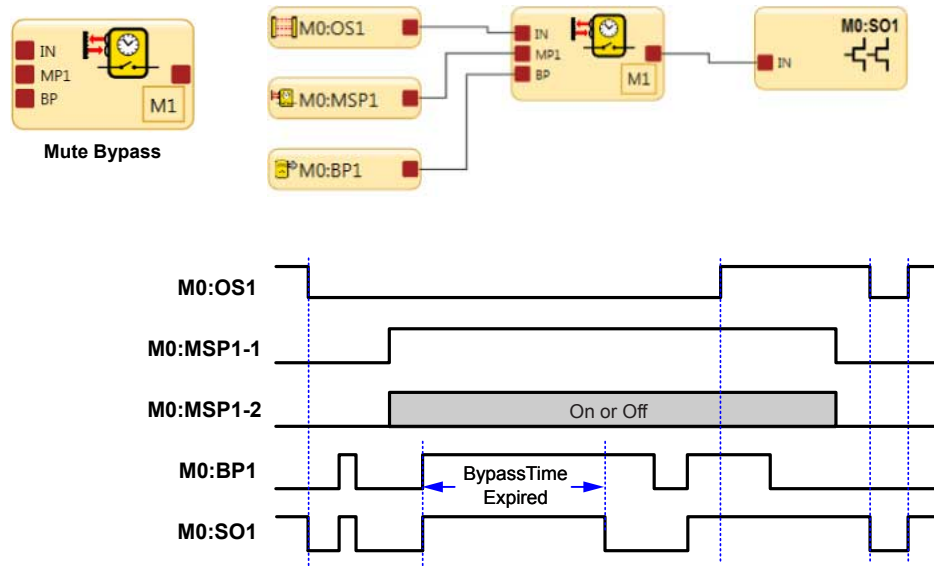 IN
MP1
BP
M1
Mute Bypass
M0:OS1
M0:MSP1
M0:BP1
IN
MP1
BP
M1
M0:SO1
IN
M0:OS1
M0:MSP1-1
M0:MSP1-2
On or Off
M0:BP1
BypassTime
Expired
M0:SO1